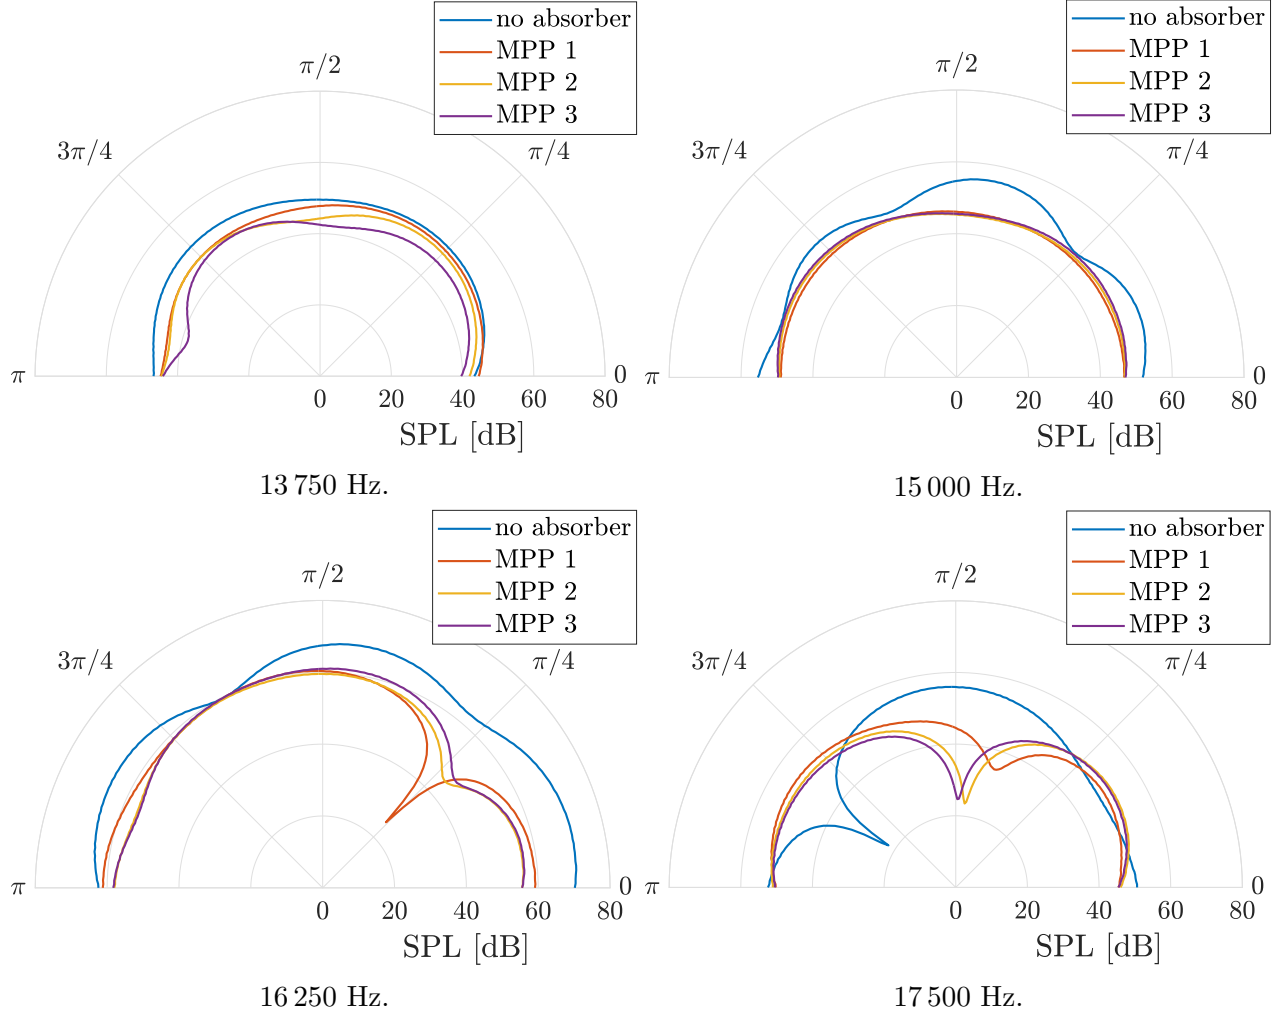 no absorber
MPP 1
MPP 2
MPP 3
π/2
3π/4
π/4
π
0
0 20 40 60 80
SPL [dB]
13 750 Hz.
no absorber
MPP 1
MPP 2
MPP 3
π/2
3π/4
π/4
π
0
0 20 40 60 80
SPL [dB]
15 000 Hz.
no absorber
MPP 1
MPP 2
MPP 3
π/2
3π/4
π/4
π
0
0 20 40 60 80
SPL [dB]
16 250 Hz.
no absorber
MPP 1
MPP 2
MPP 3
π/2
3π/4
π/4
π
0
0 20 40 60 80
SPL [dB]
17 500 Hz.